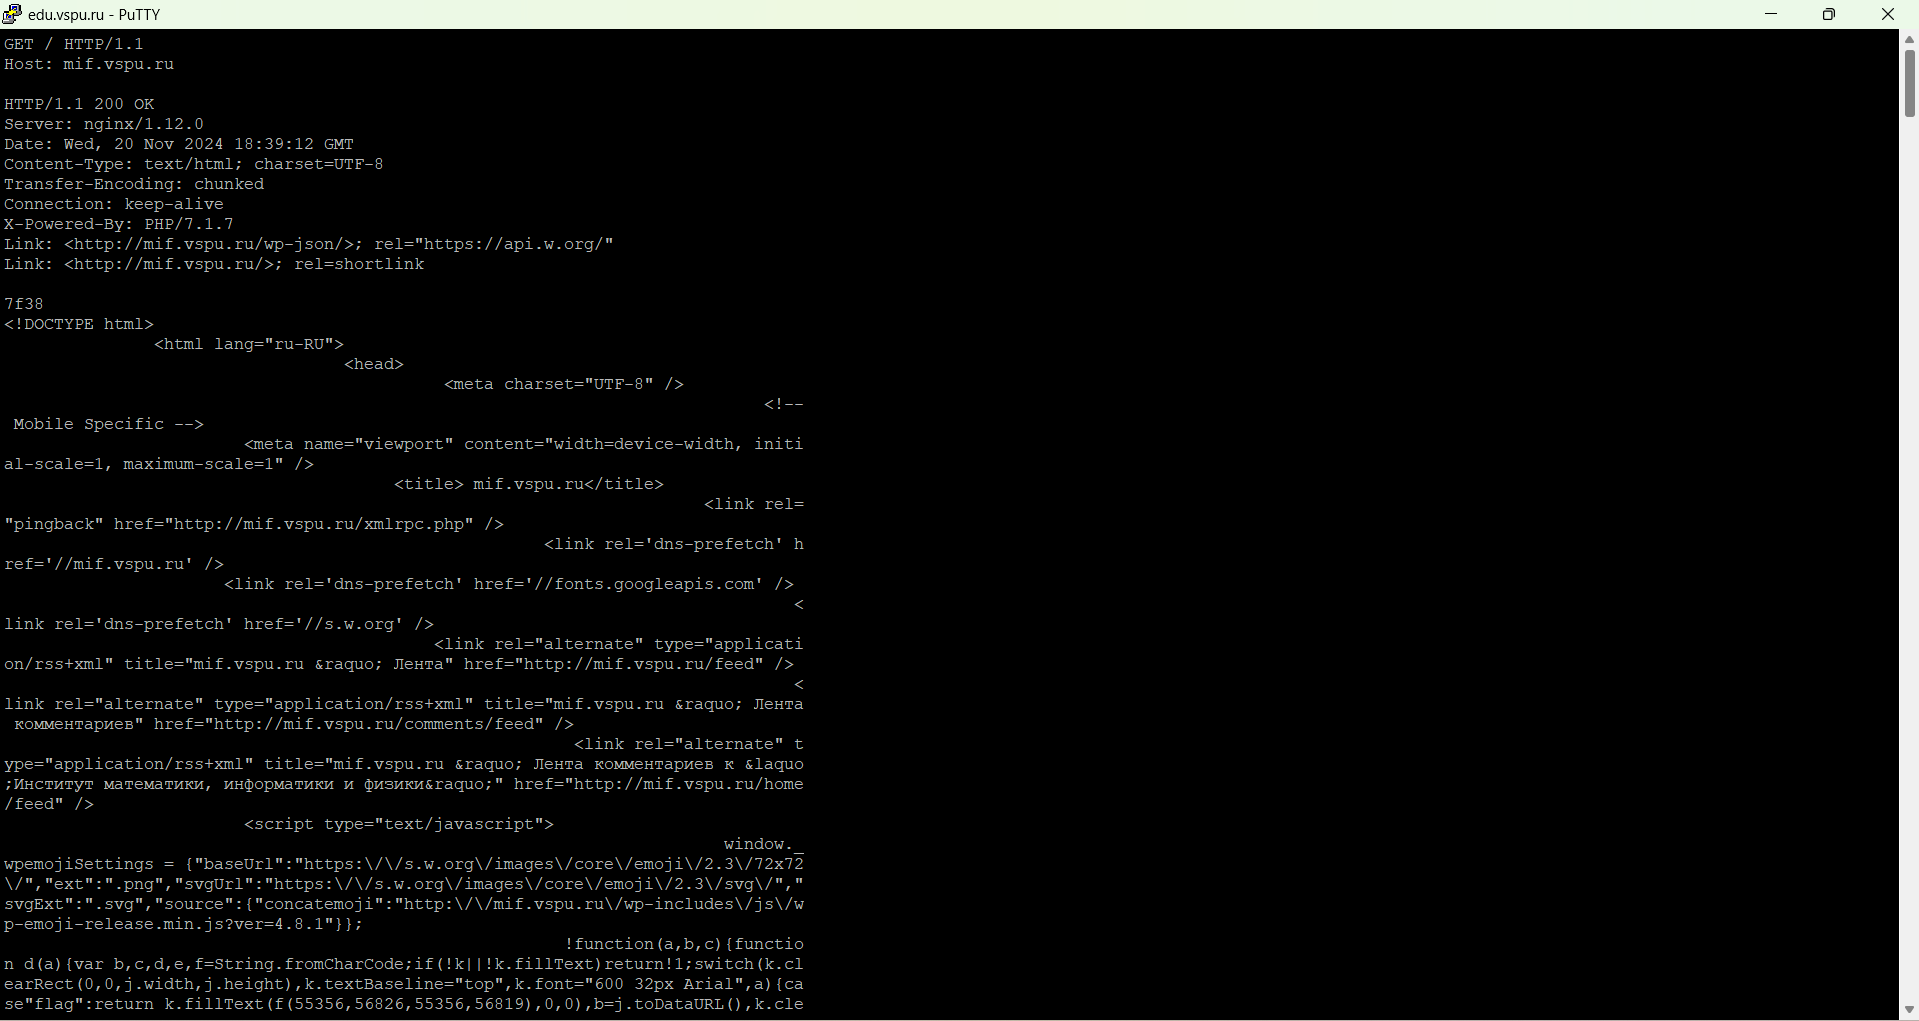 edu.vspu.ru - PuTTY
GET / HTTP/1.1
Host: mif.vspu.ru
HTTP/1.1 200 OK
Server: nginx/1.12.0
Date: Wed, 20 Nov 2024 18:39:12 GMT
Content-Type: text/html; charset=UTF-8
Transfer-Encoding: chunked
Connection: keep-alive
X-Powered-By: PHP/7.1.7
Link: <http://mif.vspu.ru/wp-json/>; rel="https://api.w.org/"
Link: <http://mif.vspu.ru/>; rel=shortlink
7f38
<!DOCTYPE html>
<html lang="ru-RU">
<head>
<meta charset="UTF-8" />
<!--
Mobile Specific -->
<meta name="viewport" content="width=device-width, initi
al-scale=1, maximum-scale=1" />
<title> mif.vspu.ru</title>
<link rel=
"pingback" href="http://mif.vspu.ru/xmlrpc.php" />
<link rel='dns-prefetch' h
ref='//mif.vspu.ru' />
<link rel='dns-prefetch' href='//fonts.googleapis.com' />
<
link rel='dns-prefetch' href='//s.w.org' />
<link rel="alternate" type="applicati
on/rss+xml" title="mif.vspu.ru &raquo; Лента" href="http://mif.vspu.ru/feed" />
<
link rel="alternate" type="application/rss+xml" title="mif.vspu.ru &raquo; Лента
комментариев" href="http://mif.vspu.ru/comments/feed" />
<link rel="alternate" t
ype="application/rss+xml" title="mif.vspu.ru &raquo; Лента комментариев к &laquo
;Институт математики, информатики и физики&raquo;" href="http://mif.vspu.ru/home
/feed" />
<script type="text/javascript">
window._
wpemojiSettings = {"baseUrl":"https:\/\/s.w.org\/images\/core\/emoji\/2.3\/72x72
\/","ext":".png","svgUrl":"https:\/\/s.w.org\/images\/core\/emoji\/2.3\/svg\/","
svgExt":".svg","source":{"concatemoji":"http:\/\/mif.vspu.ru\/wp-includes\/js\/w
p-emoji-release.min.js?ver=4.8.1"}};
!function(a,b,c){functio
n d(a){var b,c,d,e,f=String.fromCharCode;if(!k||!k.fillText)return!1;switch(k.cl
earRect(0,0,j.width,j.height),k.textBaseline="top",k.font="600 32px Arial",a){ca
se"flag":return k.fillText(f(55356,56826,55356,56819),0,0),b=j.toDataURL(),k.cle